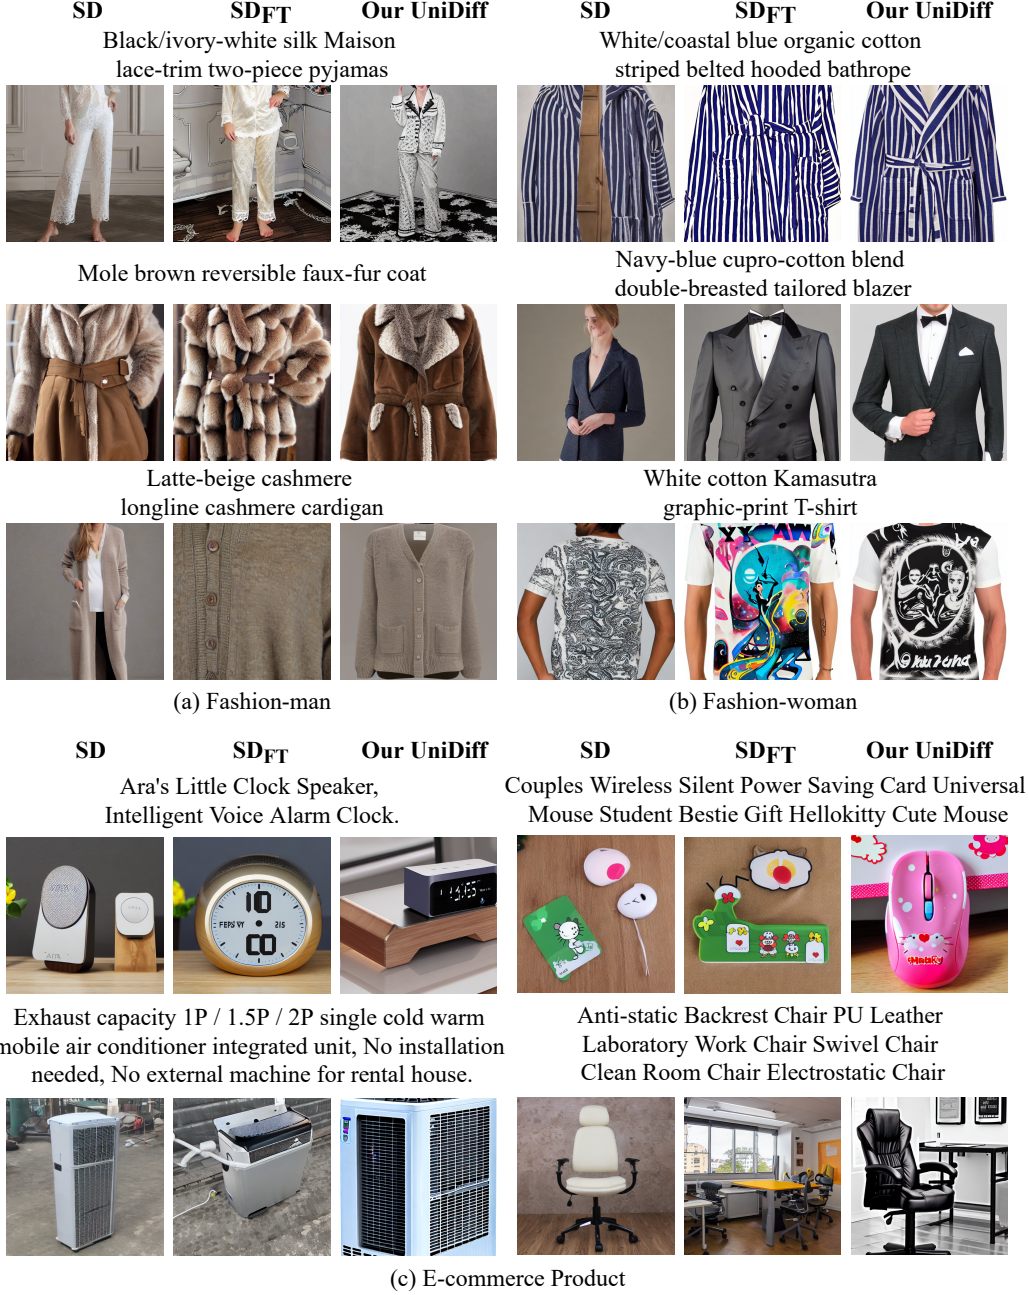 SD SD_FT Our UniDiff
Black/ivory-white silk Maison
lace-trim two-piece pyjamas
Mole brown reversible faux-fur coat
Latte-beige cashmere
longline cashmere cardigan
(a) Fashion-man
SD SD_FT Our UniDiff
White/coastal blue organic cotton
striped belted hooded bathrope
Navy-blue cupro-cotton blend
double-breasted tailored blazer
White cotton Kamasutra
graphic-print T-shirt
(b) Fashion-woman
SD SD_FT Our UniDiff
Ara's Little Clock Speaker,
Intelligent Voice Alarm Clock.
Exhaust capacity 1P / 1.5P / 2P single cold warm
mobile air conditioner integrated unit, No installation
needed, No external machine for rental house.
SD SD_FT Our UniDiff
Couples Wireless Silent Power Saving Card Universal
Mouse Student Bestie Gift Hellokitty Cute Mouse
Anti-static Backrest Chair PU Leather
Laboratory Work Chair Swivel Chair
Clean Room Chair Electrostatic Chair
(c) E-commerce Product